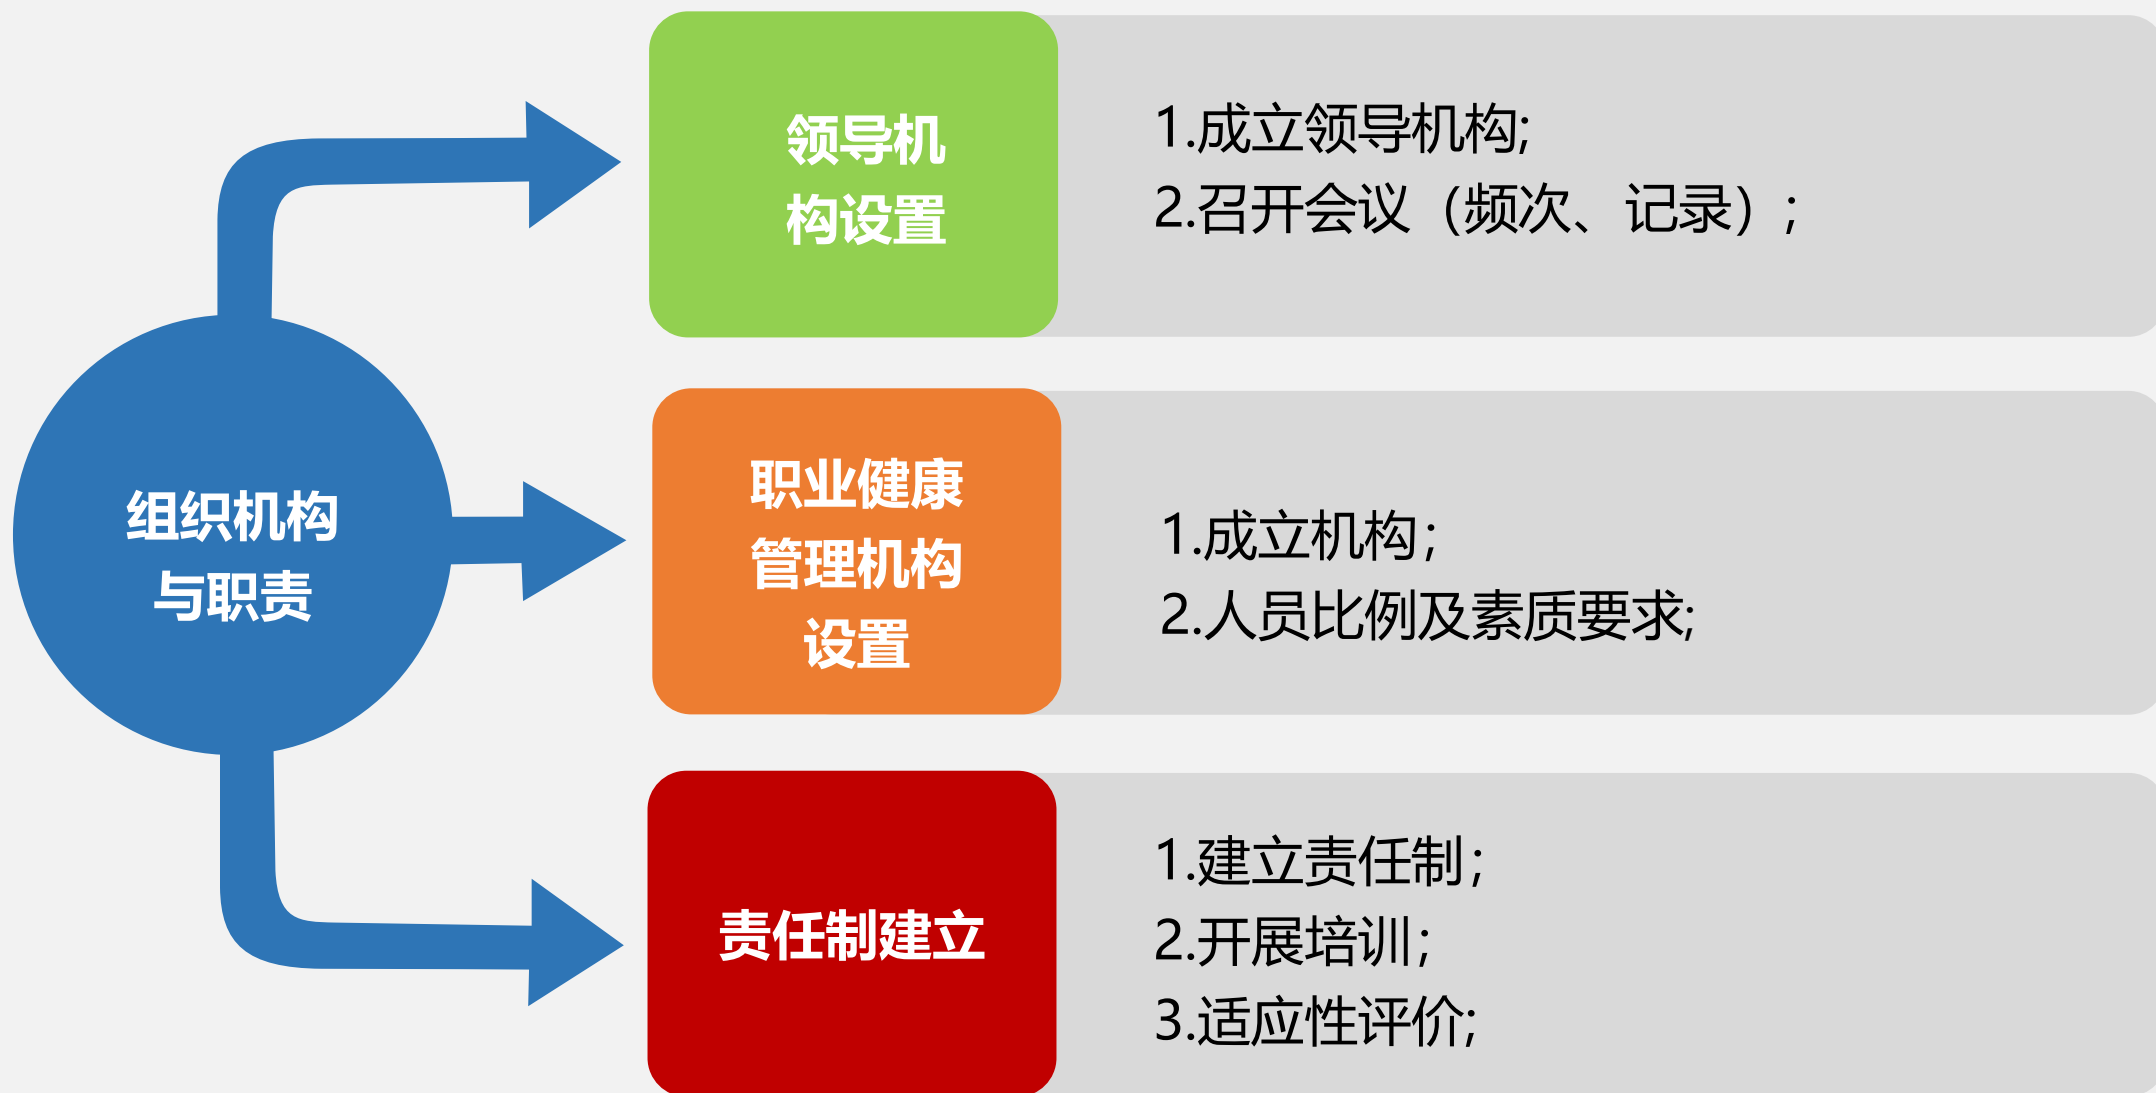 组织机构
与职责
领导机
构设置
1.成立领导机构;
2.召开会议（频次、记录）;
职业健康
管理机构
设置
1.成立机构;
2.人员比例及素质要求;
责任制建立
1.建立责任制;
2.开展培训;
3.适应性评价;